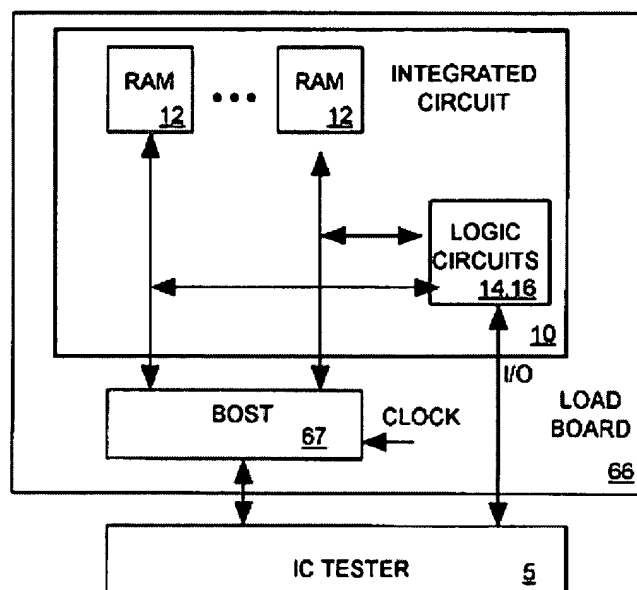 RAM
12
RAM
12
INTEGRATED
CIRCUIT
LOGIC
CIRCUITS
14,16
10
I/O
BOST
67
CLOCK
LOAD
BOARD
66
IC TESTER
5